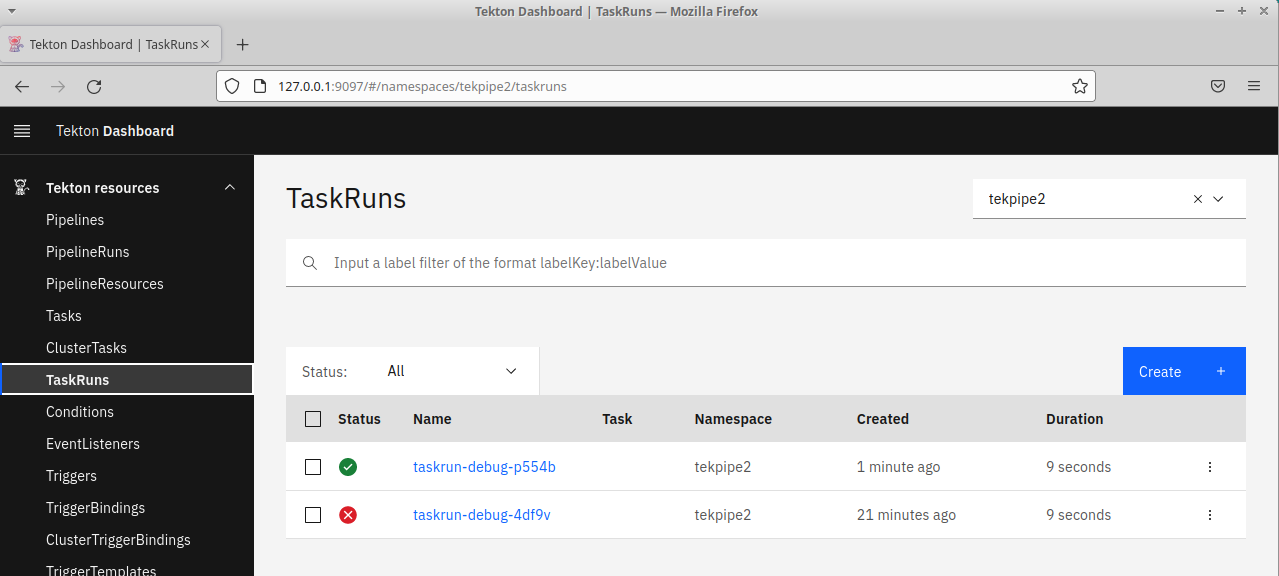 Tekton Dashboard | TaskRuns — Mozilla Firefox
Tekton Dashboard | TaskRuns
127.0.0.1:9097/#/namespaces/tekpipe2/taskruns
Tekton Dashboard
Tekton resources
Pipelines
PipelineRuns
PipelineResources
Tasks
ClusterTasks
TaskRuns
Conditions
EventListeners
Triggers
TriggerBindings
ClusterTriggerBindings
TriggerTemplates
TaskRuns
tekpipe2
Input a label filter of the format labelKey:labelValue
Status: All
Create +
Status Name Task Namespace Created Duration
taskrun-debug-p554b tekpipe2 1 minute ago 9 seconds
taskrun-debug-4df9v tekpipe2 21 minutes ago 9 seconds